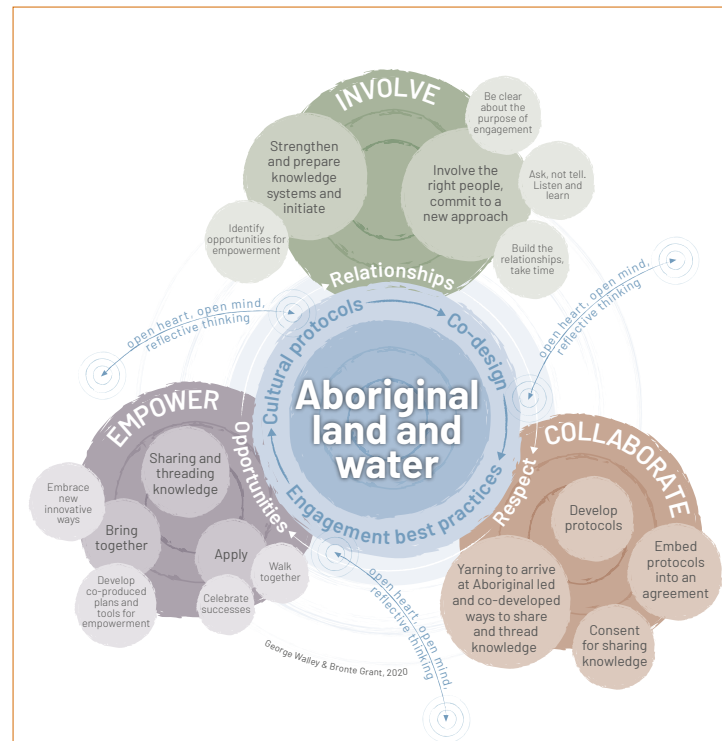 INVOLVE
Strengthen
and prepare
knowledge
systems and
initiate
Involve the
right people,
commit to a
new approach
Be clear
about the
purpose of
engagement
Ask, not tell.
Listen and
learn
Build the
relationships,
take time
Identify
opportunities for
empowerment
Relationships
open heart, open mind,
reflective thinking
open heart, open mind,
reflective thinking
Cultural protocols
Co-design
Engagement best practices
Aboriginal
land and
water
EMPOWER
Opportunities
Sharing and
threading
knowledge
Embrace
new
innovative
ways
Bring
together
Apply
Walk
together
Develop
co-produced
plans and
tools for
empowerment
Celebrate
successes
COLLABORATE
Respect
Develop
protocols
Embed
protocols
into an
agreement
Yarning to arrive
at Aboriginal led
and co-developed
ways to share
and thread
knowledge
Consent
for sharing
knowledge
open heart, open mind,
reflective thinking
George Walley & Bronte Grant, 2020